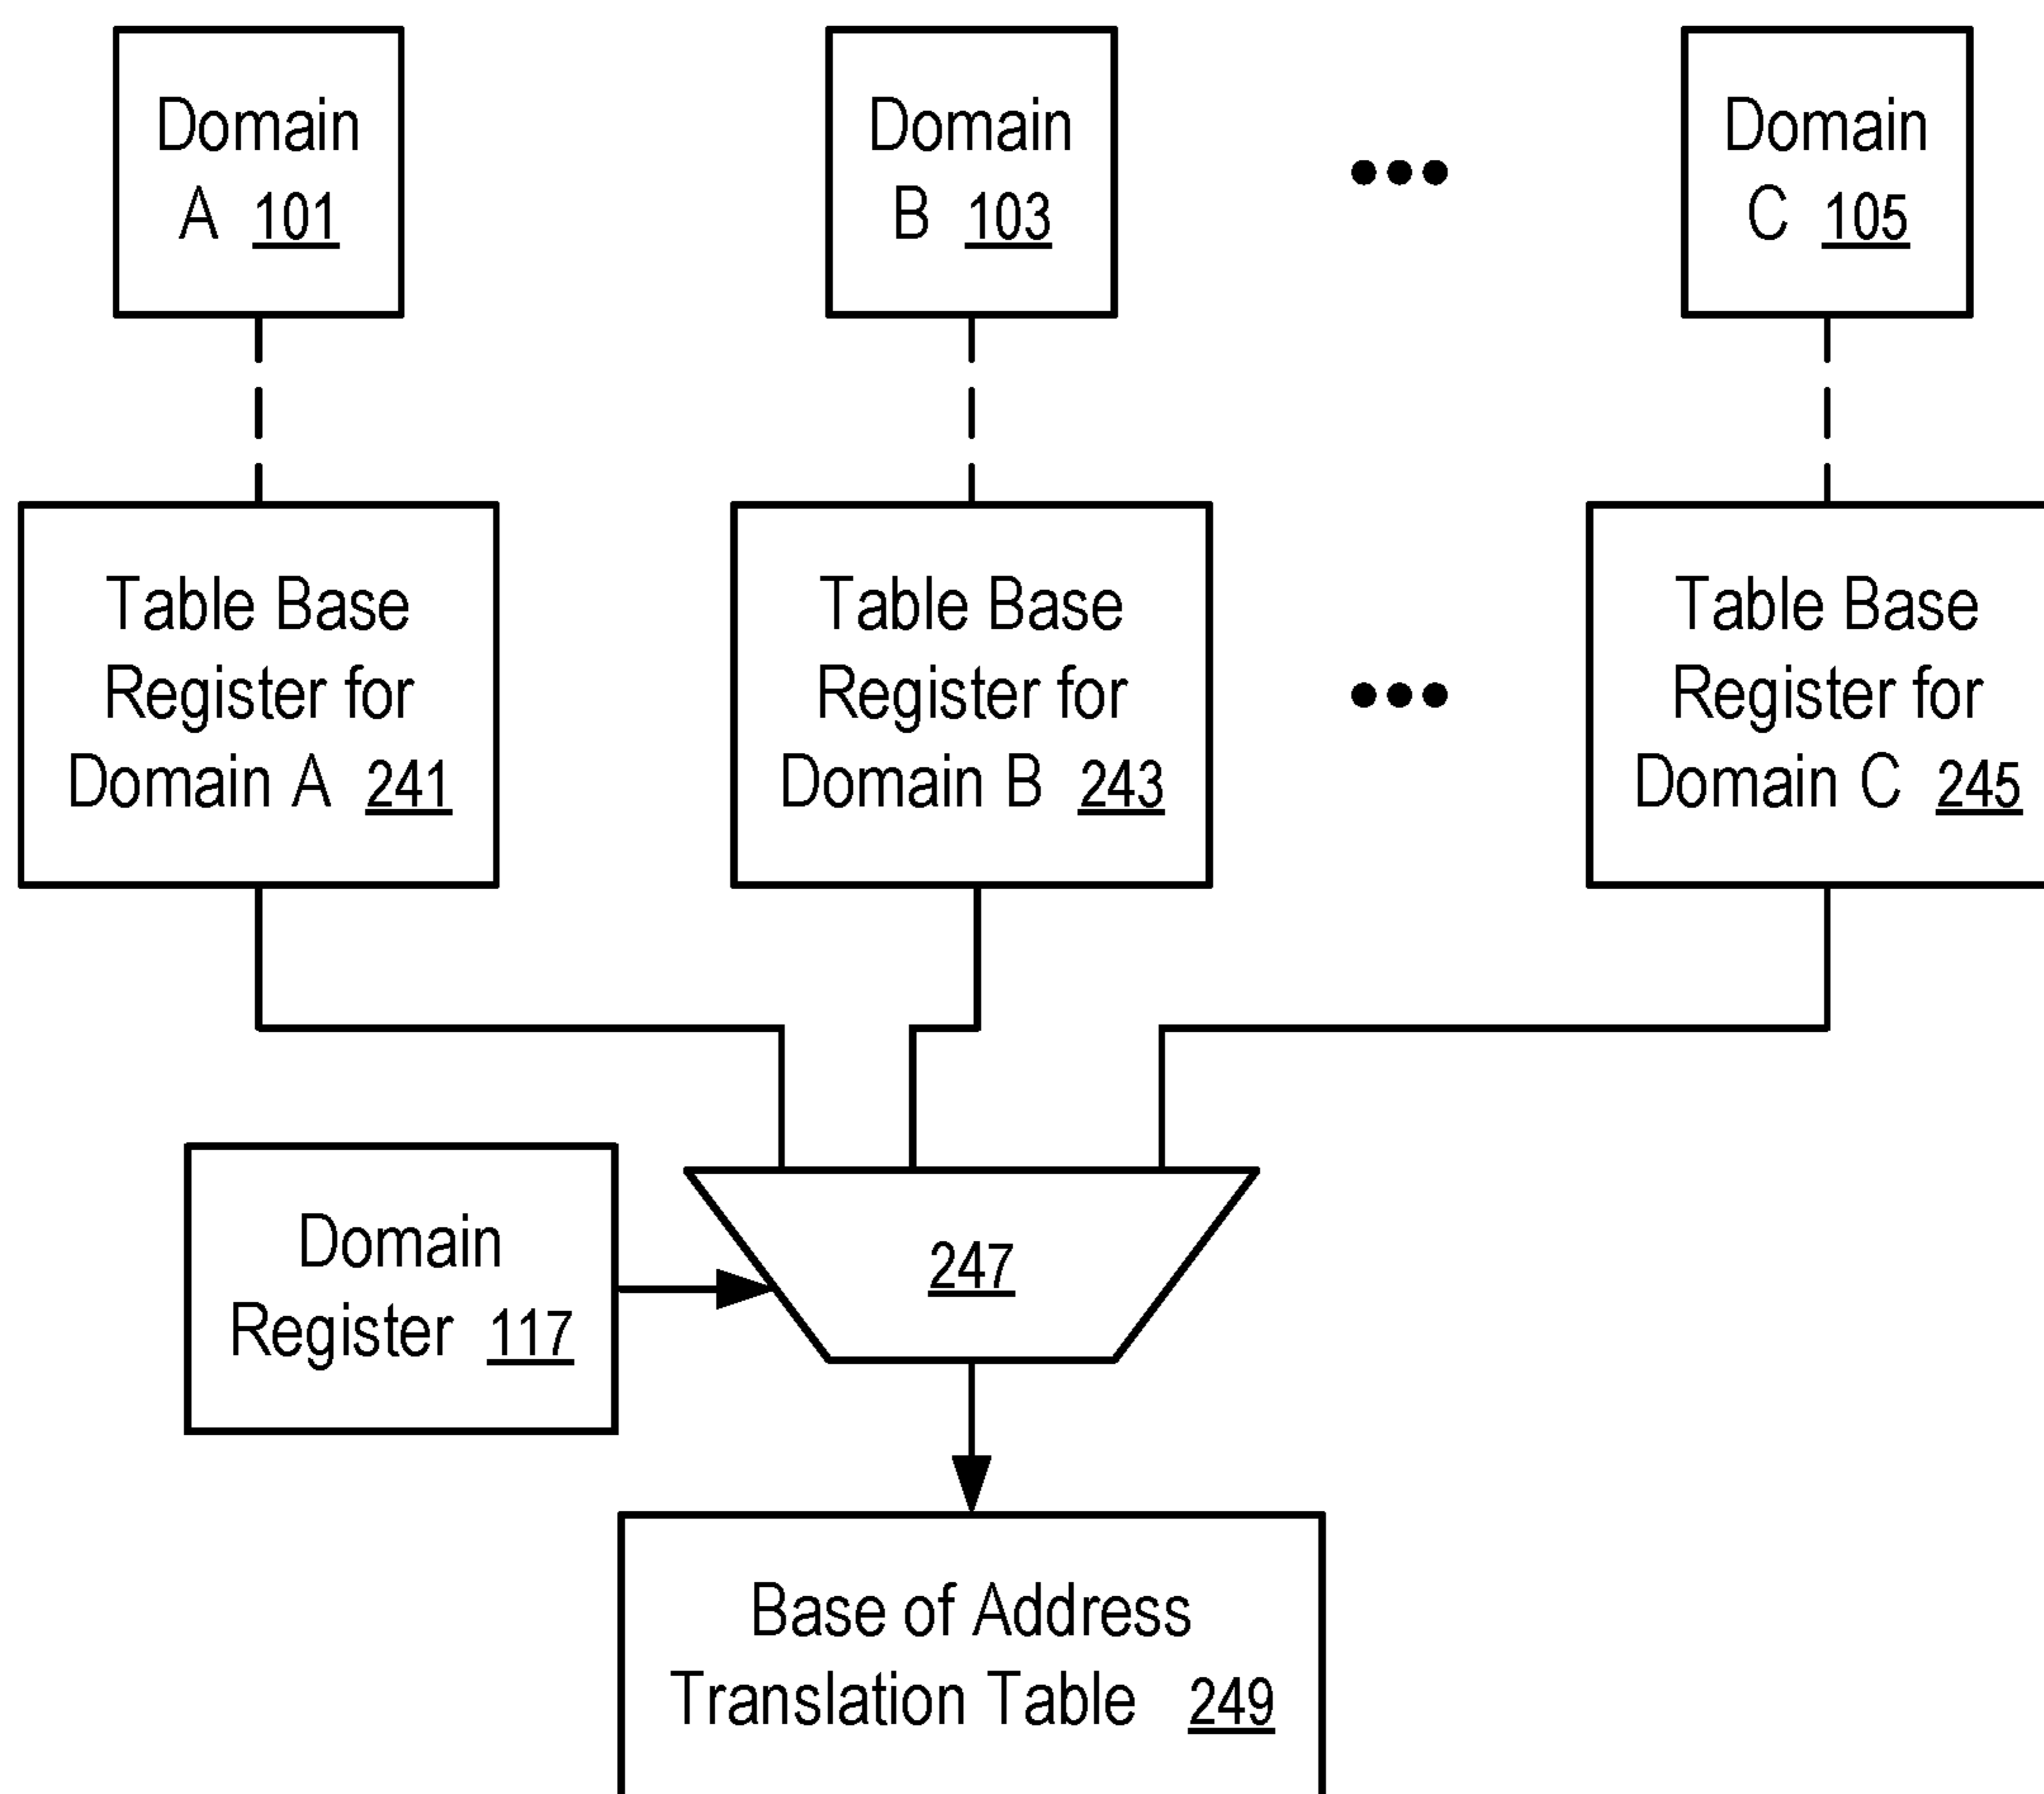 Domain
A 101
Domain
B 103
Domain
C 105
Table Base
Register for
Domain A 241
Table Base
Register for
Domain B 243
Table Base
Register for
Domain C 245
Domain
Register 117
247
Base of Address
Translation Table 249